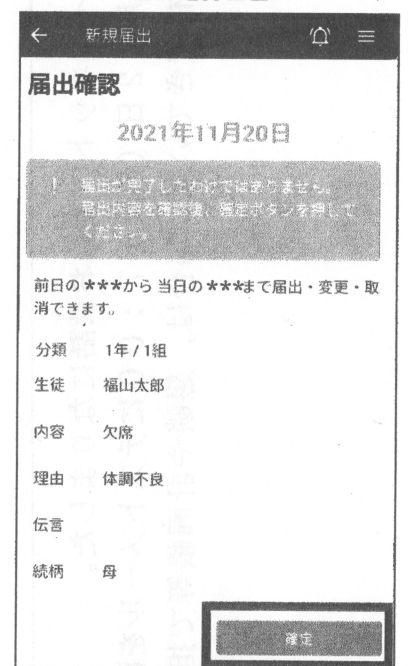 新規届出
届出確認
2021年11月20日
! 届出が完了したわけではありません。
届出内容を確認後、確定ボタンを押して
ください。
前日の ***から 当日の ***まで届出・変更・取
消できます。
分類 1年 / 1組
生徒 福山太郎
内容 欠席
理由 体調不良
伝言
続柄 母
確定